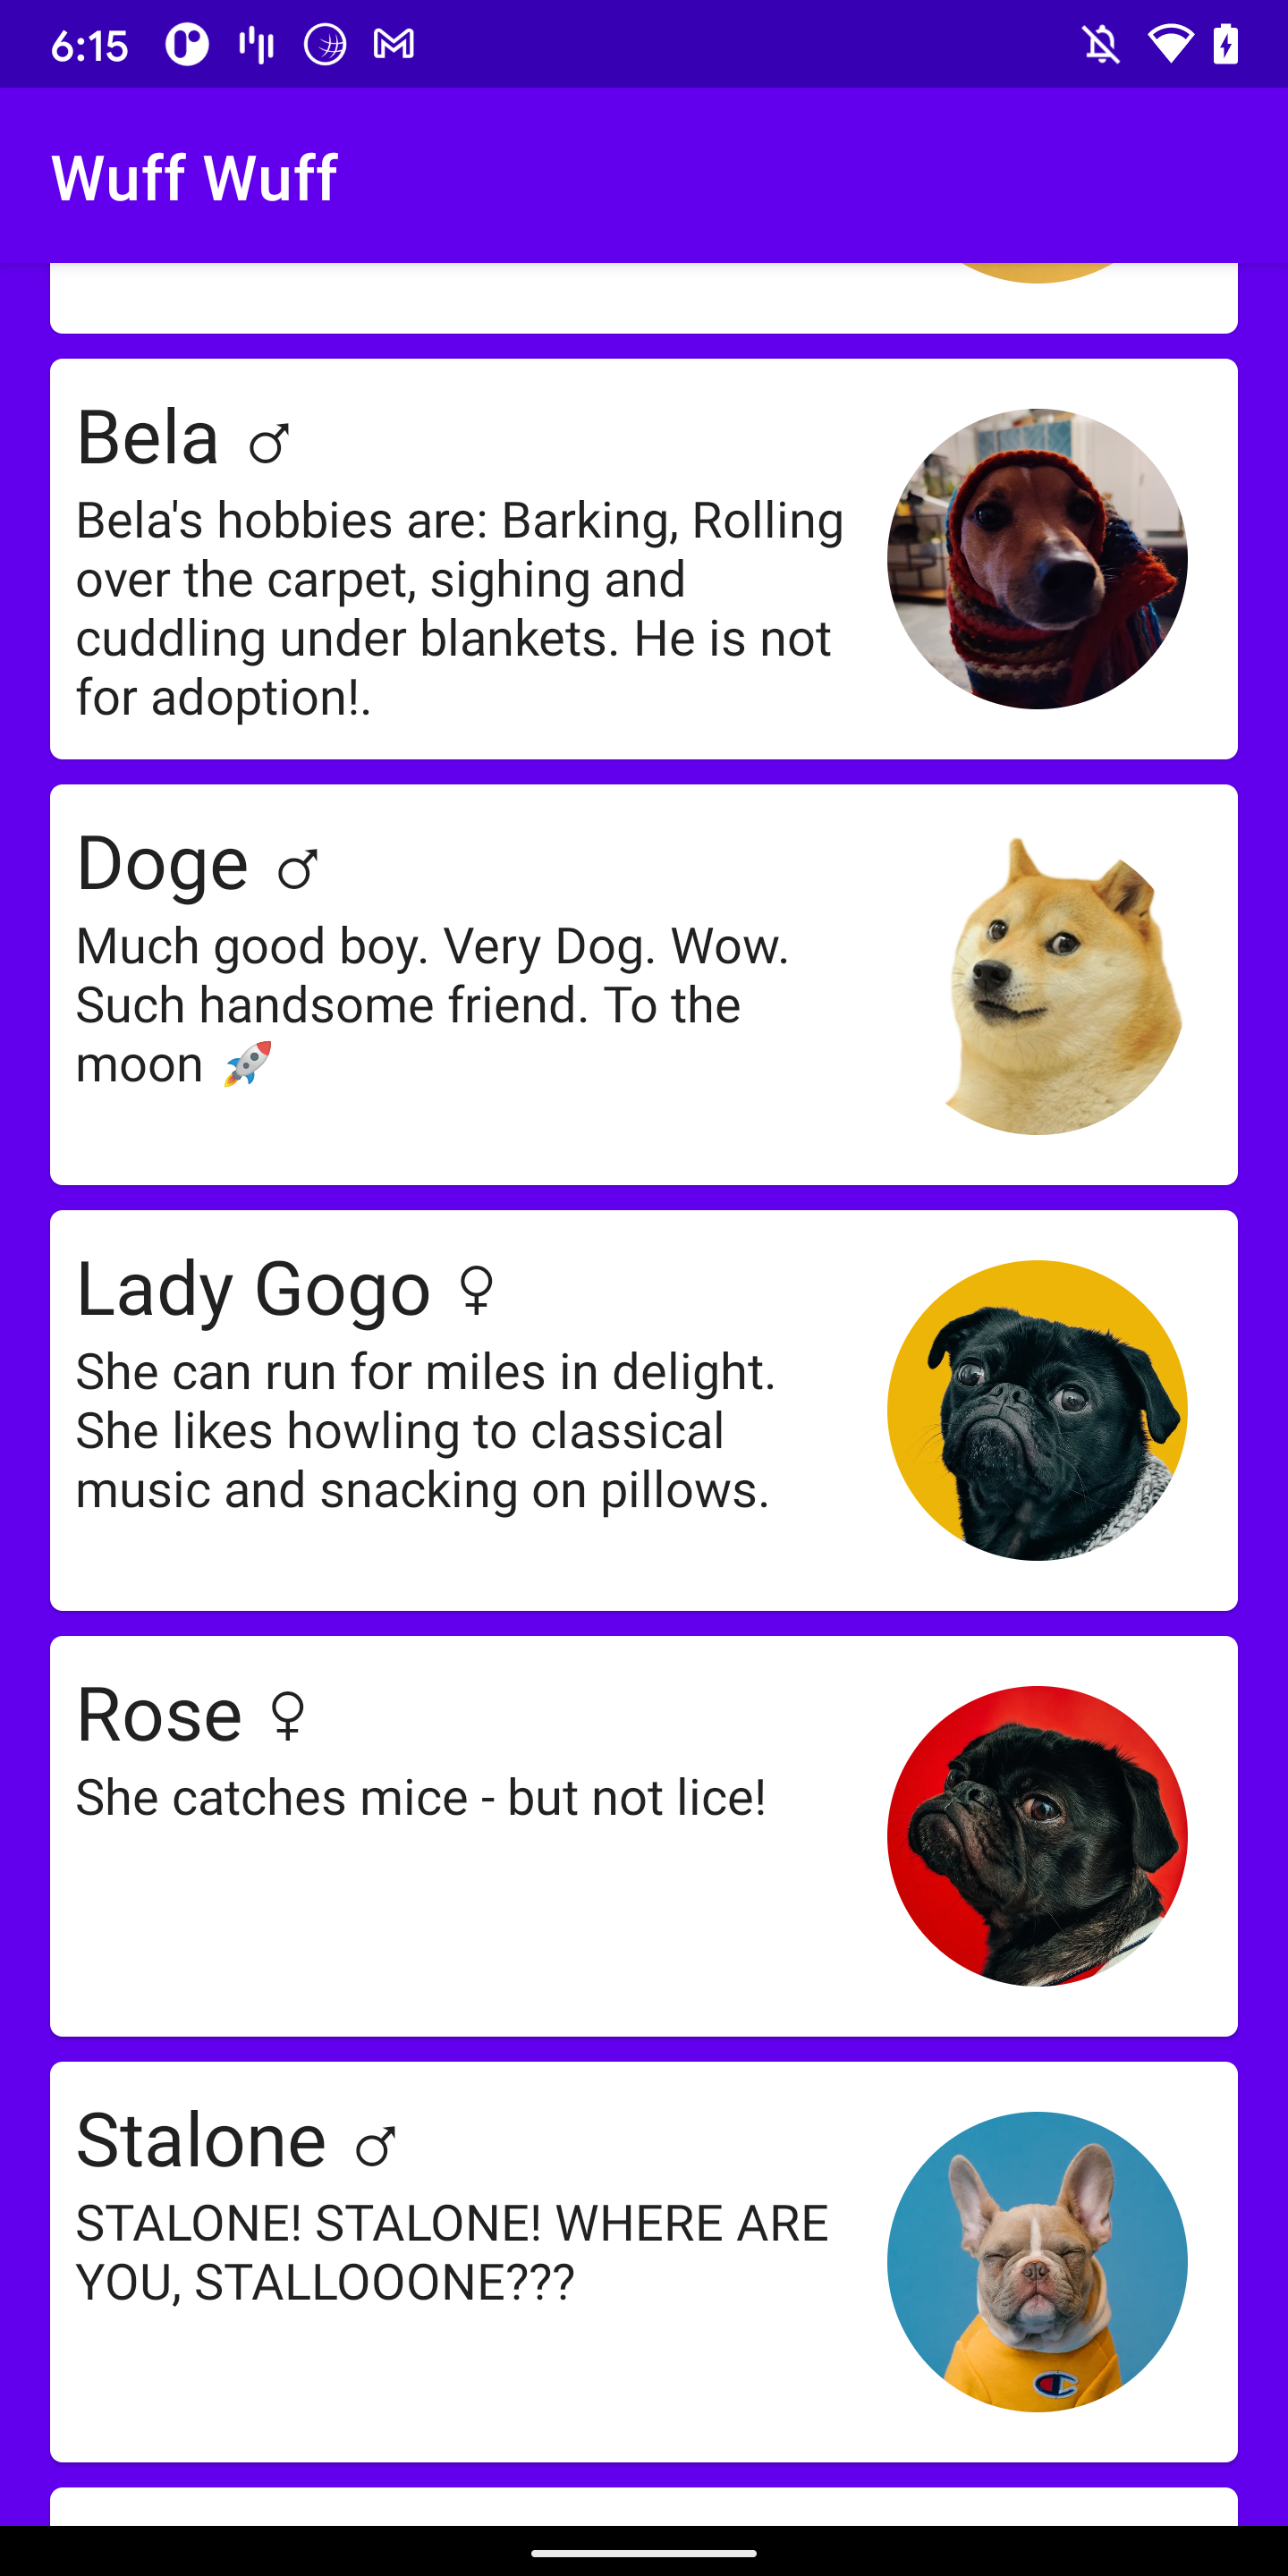 6:15
Wuff Wuff
Bela ♂
Bela's hobbies are: Barking, Rolling
over the carpet, sighing and
cuddling under blankets. He is not
for adoption!.
Doge ♂
Much good boy. Very Dog. Wow.
Such handsome friend. To the
moon 🚀
Lady Gogo ♀
She can run for miles in delight.
She likes howling to classical
music and snacking on pillows.
Rose ♀
She catches mice - but not lice!
Stalone ♂
STALONE! STALONE! WHERE ARE
YOU, STALLOOONE???